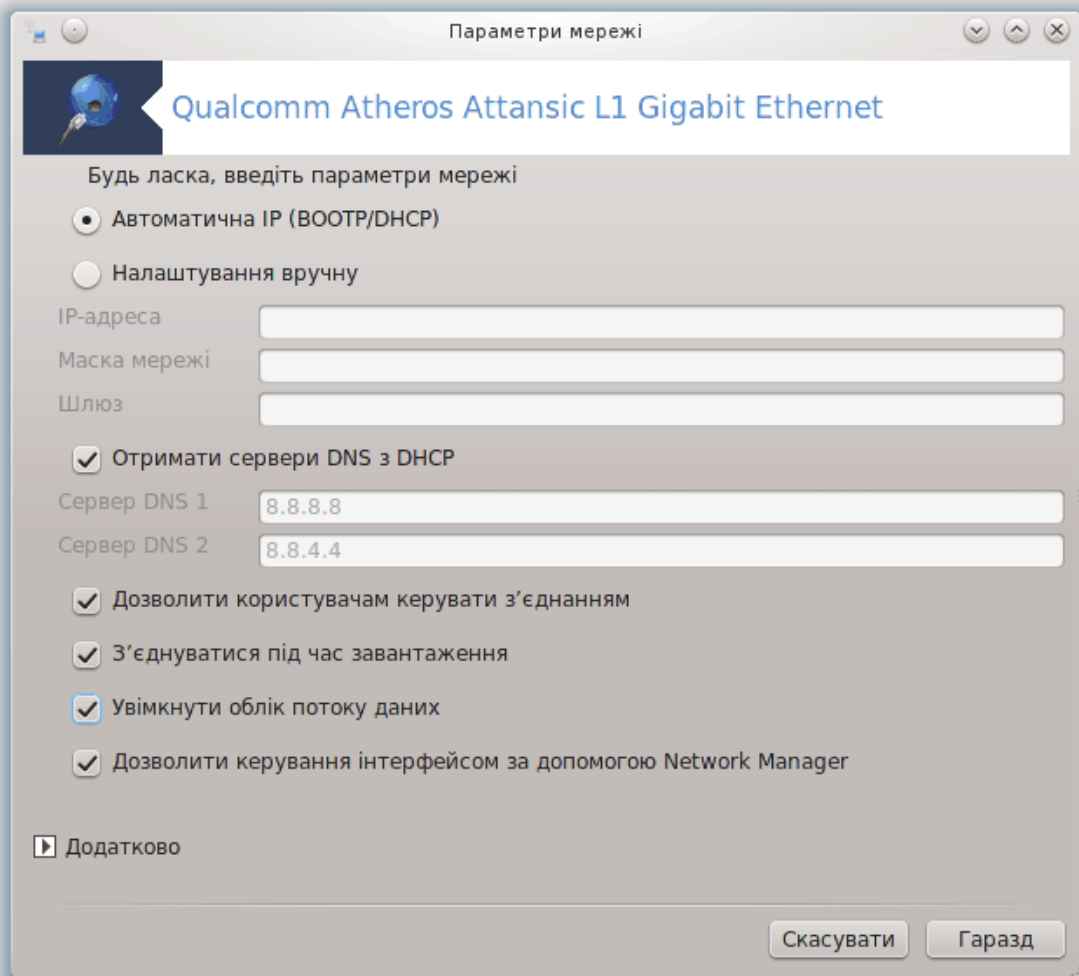 Параметри мережі
Qualcomm Atheros Attansic L1 Gigabit Ethernet
Будь ласка, введіть параметри мережі
Автоматична IP (BOOTP/DHCP)
Налаштування вручну
IP-адреса
Маска мережі
Шлюз
Отримати сервери DNS з DHCP
Сервер DNS 1 8.8.8.8
Сервер DNS 2 8.8.4.4
Дозволити користувачам керувати з’єднанням
З’єднуватися під час завантаження
Увімкнути облік потоку даних
Дозволити керування інтерфейсом за допомогою Network Manager
Додатково
Скасувати Гаразд